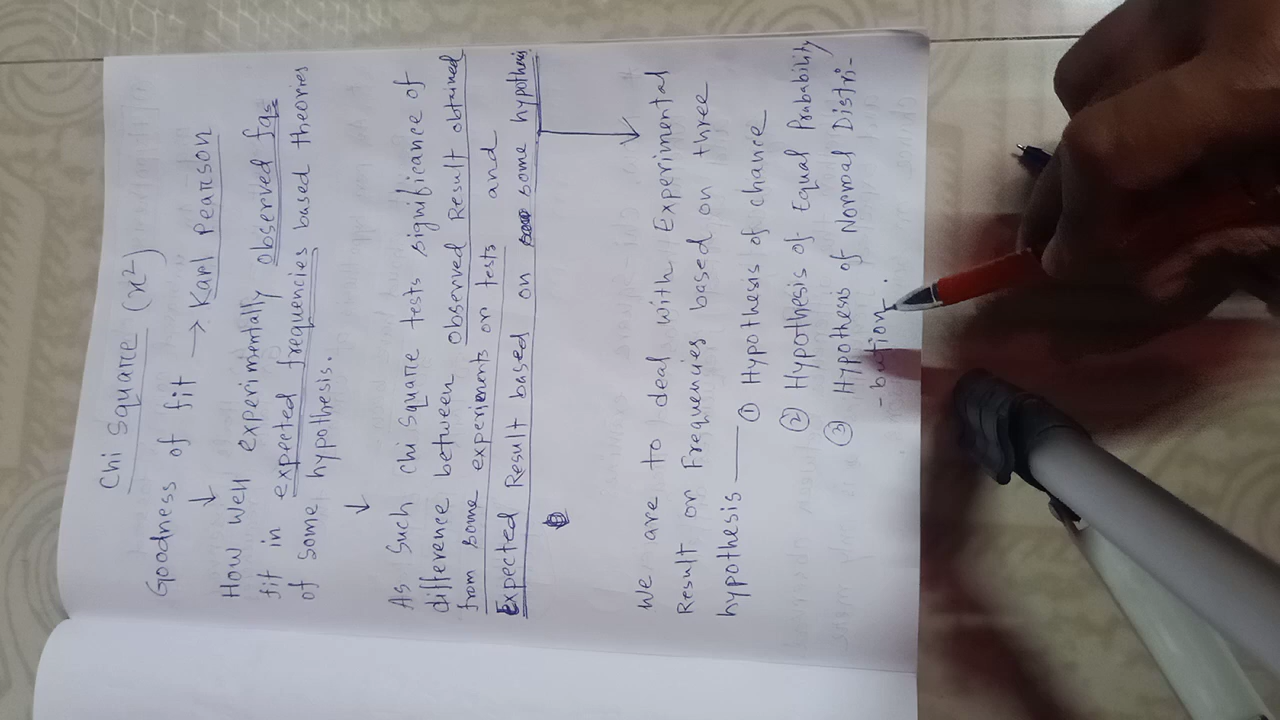 Chi Square (x²)
Goodness of fit → Karl Pearson
How well experimentally observed fqs
fit in expected frequencies based theories
of some hypothesis.
As Such Chi Square tests significance of
difference between observed Result obtained
from some experiments or tests and
Expected Result based on some hypothesis
We are to deal with Experimental
Result or Frequencies based on three
hypothesis — ① Hypothesis of chance
② Hypothesis of Equal Probability
③ Hypothesis of Normal Distri-
-bution.